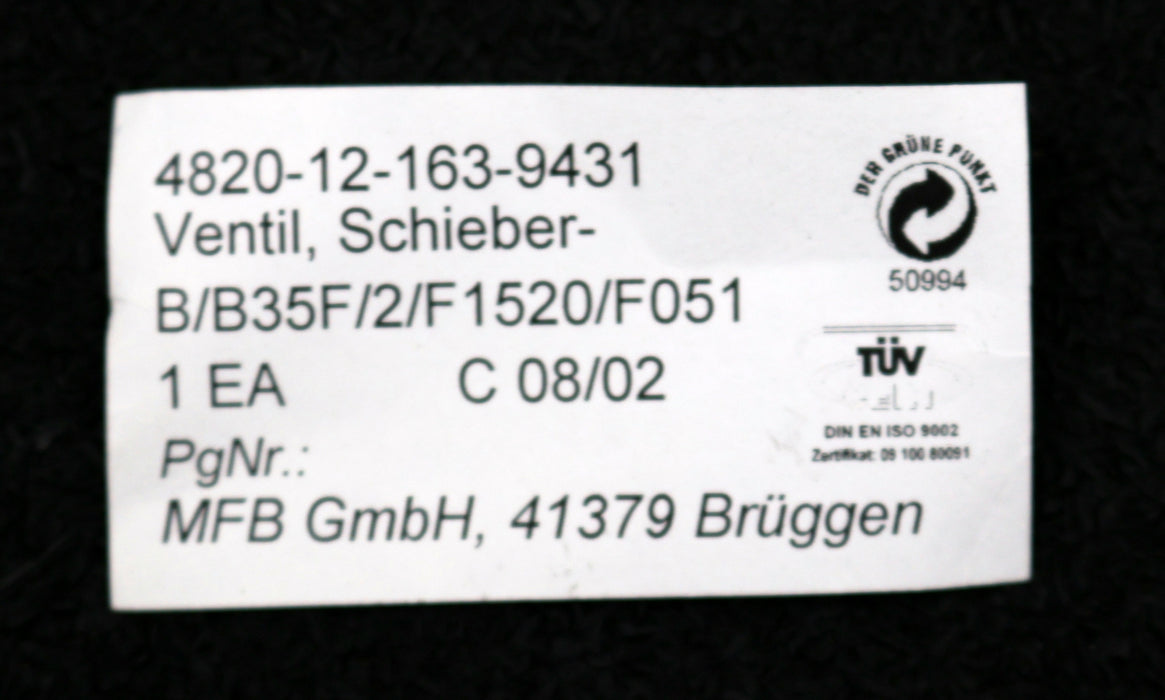 4820-12-163-9431
Ventil, Schieber-
B/B35F/2/F1520/F051
1 EA C 08/02
PgNr.:
MFB GmbH, 41379 Brüggen
DER GRÜNE PUNKT
50994
TÜV
DIN EN ISO 9002
Zertifikat: 09 100 80091